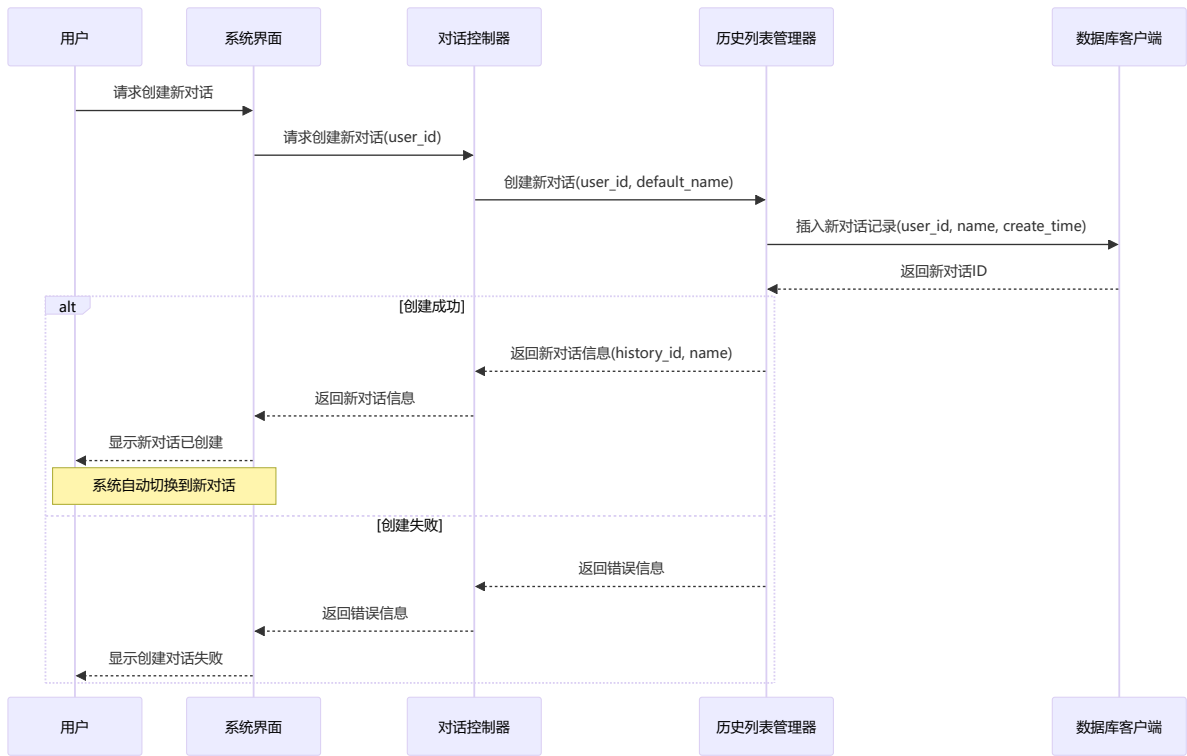 用户
系统界面
对话控制器
历史列表管理器
数据库客户端
请求创建新对话
请求创建新对话(user_id)
创建新对话(user_id, default_name)
插入新对话记录(user_id, name, create_time)
返回新对话ID
alt
[创建成功]
返回新对话信息(history_id, name)
返回新对话信息
显示新对话已创建
系统自动切换到新对话
[创建失败]
返回错误信息
返回错误信息
显示创建对话失败
用户
系统界面
对话控制器
历史列表管理器
数据库客户端